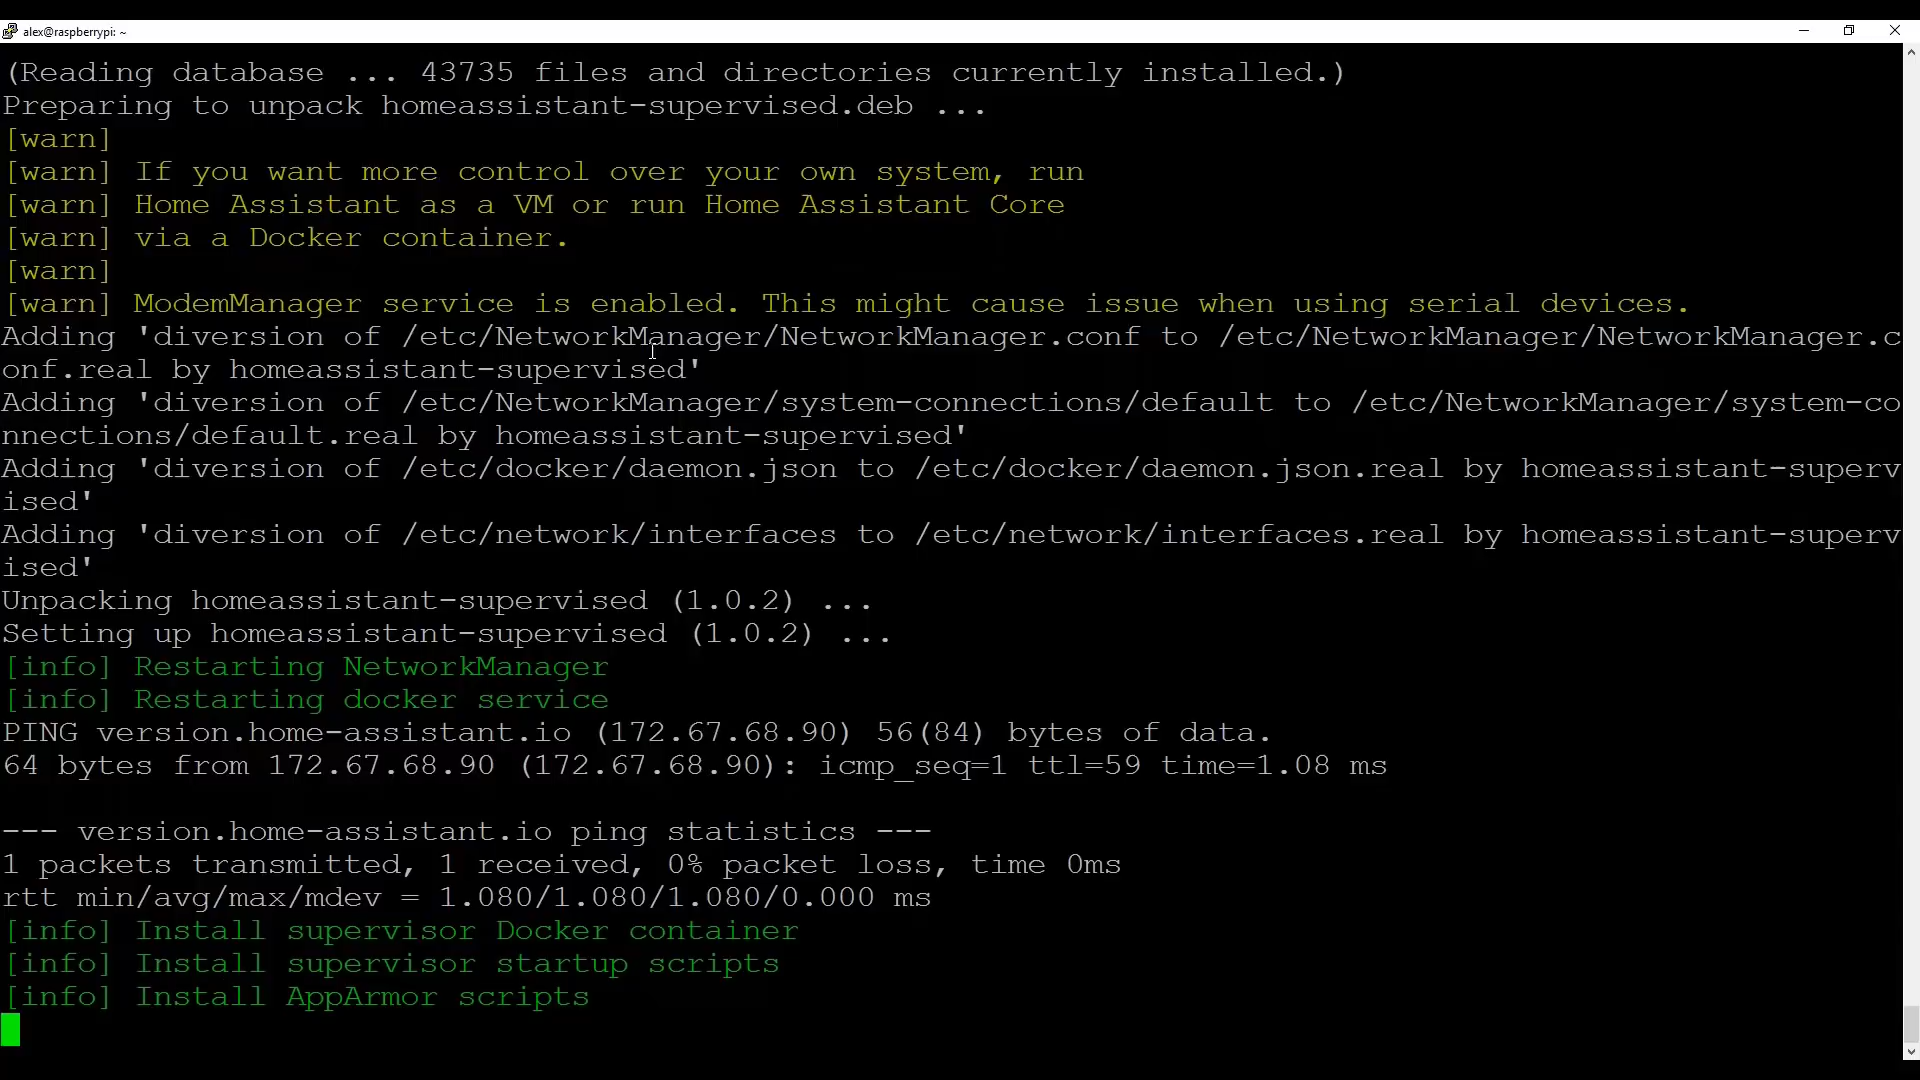 alex@raspberrypi: ~
(Reading database ... 43735 files and directories currently installed.)
Preparing to unpack homeassistant-supervised.deb ...
[warn]
[warn] If you want more control over your own system, run
[warn] Home Assistant as a VM or run Home Assistant Core
[warn] via a Docker container.
[warn]
[warn] ModemManager service is enabled. This might cause issue when using serial devices.
Adding 'diversion of /etc/NetworkManager/NetworkManager.conf to /etc/NetworkManager/NetworkManager.c
onf.real by homeassistant-supervised'
Adding 'diversion of /etc/NetworkManager/system-connections/default to /etc/NetworkManager/system-co
nnections/default.real by homeassistant-supervised'
Adding 'diversion of /etc/docker/daemon.json to /etc/docker/daemon.json.real by homeassistant-superv
ised'
Adding 'diversion of /etc/network/interfaces to /etc/network/interfaces.real by homeassistant-superv
ised'
Unpacking homeassistant-supervised (1.0.2) ...
Setting up homeassistant-supervised (1.0.2) ...
[info] Restarting NetworkManager
[info] Restarting docker service
PING version.home-assistant.io (172.67.68.90) 56(84) bytes of data.
64 bytes from 172.67.68.90 (172.67.68.90): icmp_seq=1 ttl=59 time=1.08 ms
--- version.home-assistant.io ping statistics ---
1 packets transmitted, 1 received, 0% packet loss, time 0ms
rtt min/avg/max/mdev = 1.080/1.080/1.080/0.000 ms
[info] Install supervisor Docker container
[info] Install supervisor startup scripts
[info] Install AppArmor scripts